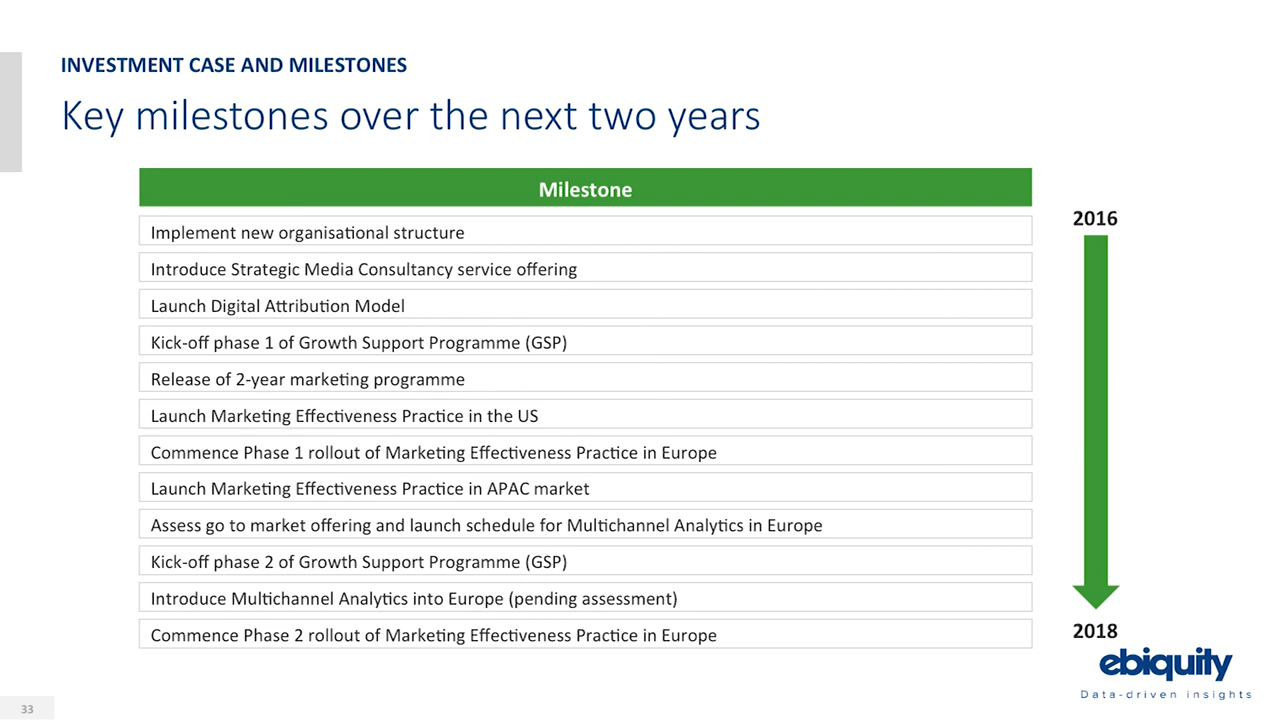 INVESTMENT CASE AND MILESTONES
Key milestones over the next two years
Milestone
2016
Implement new organisational structure
Introduce Strategic Media Consultancy service offering
Launch Digital Attribution Model
Kick-off phase 1 of Growth Support Programme (GSP)
Release of 2-year marketing programme
Launch Marketing Effectiveness Practice in the US
Commence Phase 1 rollout of Marketing Effectiveness Practice in Europe
Launch Marketing Effectiveness Practice in APAC market
Assess go to market offering and launch schedule for Multichannel Analytics in Europe
Kick-off phase 2 of Growth Support Programme (GSP)
Introduce Multichannel Analytics into Europe (pending assessment)
Commence Phase 2 rollout of Marketing Effectiveness Practice in Europe
2018
ebiquity
Data-driven insights
33